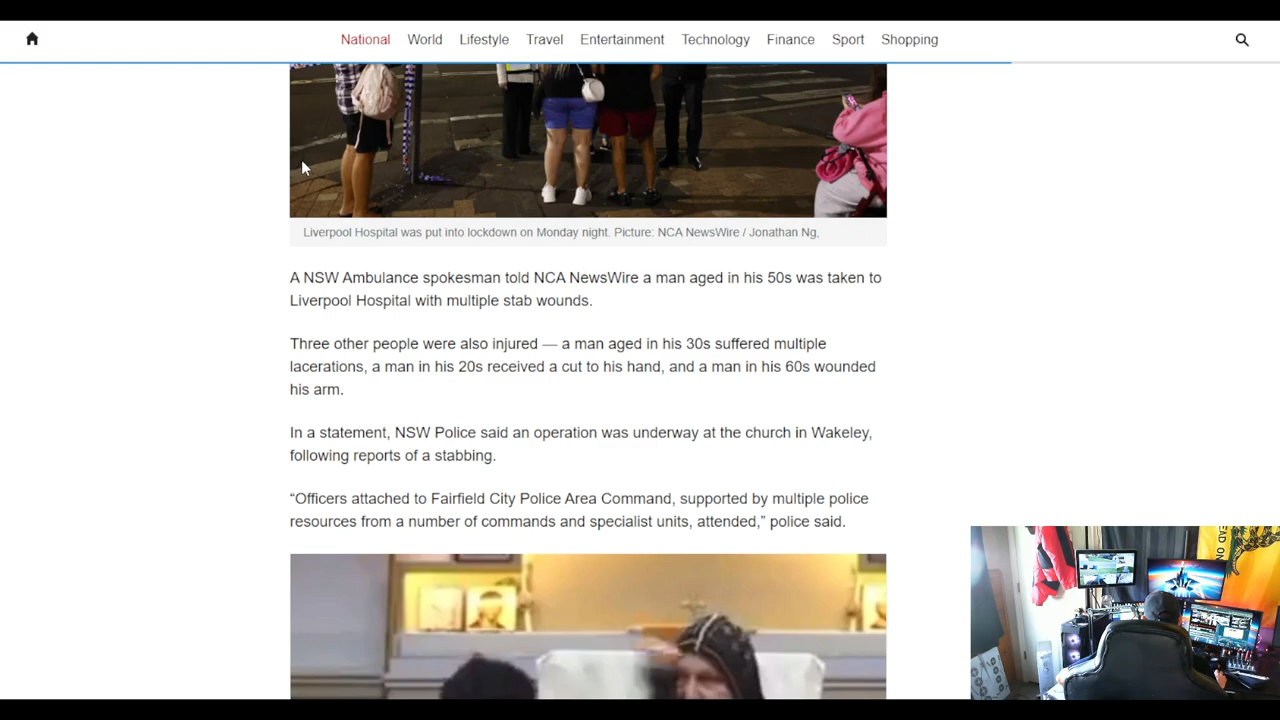 National World Lifestyle Travel Entertainment Technology Finance Sport Shopping
Liverpool Hospital was put into lockdown on Monday night. Picture: NCA NewsWire / Jonathan Ng,
A NSW Ambulance spokesman told NCA NewsWire a man aged in his 50s was taken to
Liverpool Hospital with multiple stab wounds.
Three other people were also injured — a man aged in his 30s suffered multiple
lacerations, a man in his 20s received a cut to his hand, and a man in his 60s wounded
his arm.
In a statement, NSW Police said an operation was underway at the church in Wakeley,
following reports of a stabbing.
“Officers attached to Fairfield City Police Area Command, supported by multiple police
resources from a number of commands and specialist units, attended,” police said.
EAD ON